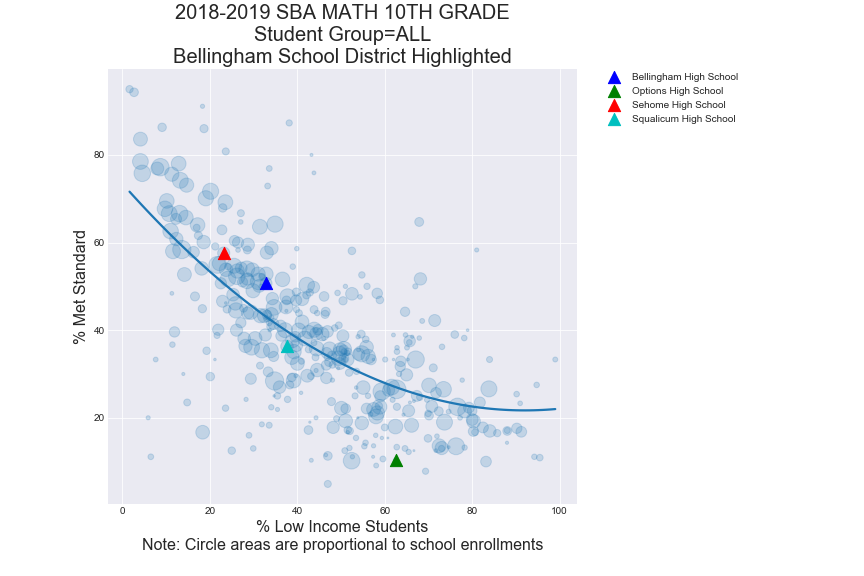 2018-2019 SBA MATH 10TH GRADE
Student Group=ALL
Bellingham School District Highlighted
Bellingham High School
Options High School
Sehome High School
Squalicum High School
% Met Standard
80
60
40
20
0 20 40 60 80 100
% Low Income Students
Note: Circle areas are proportional to school enrollments